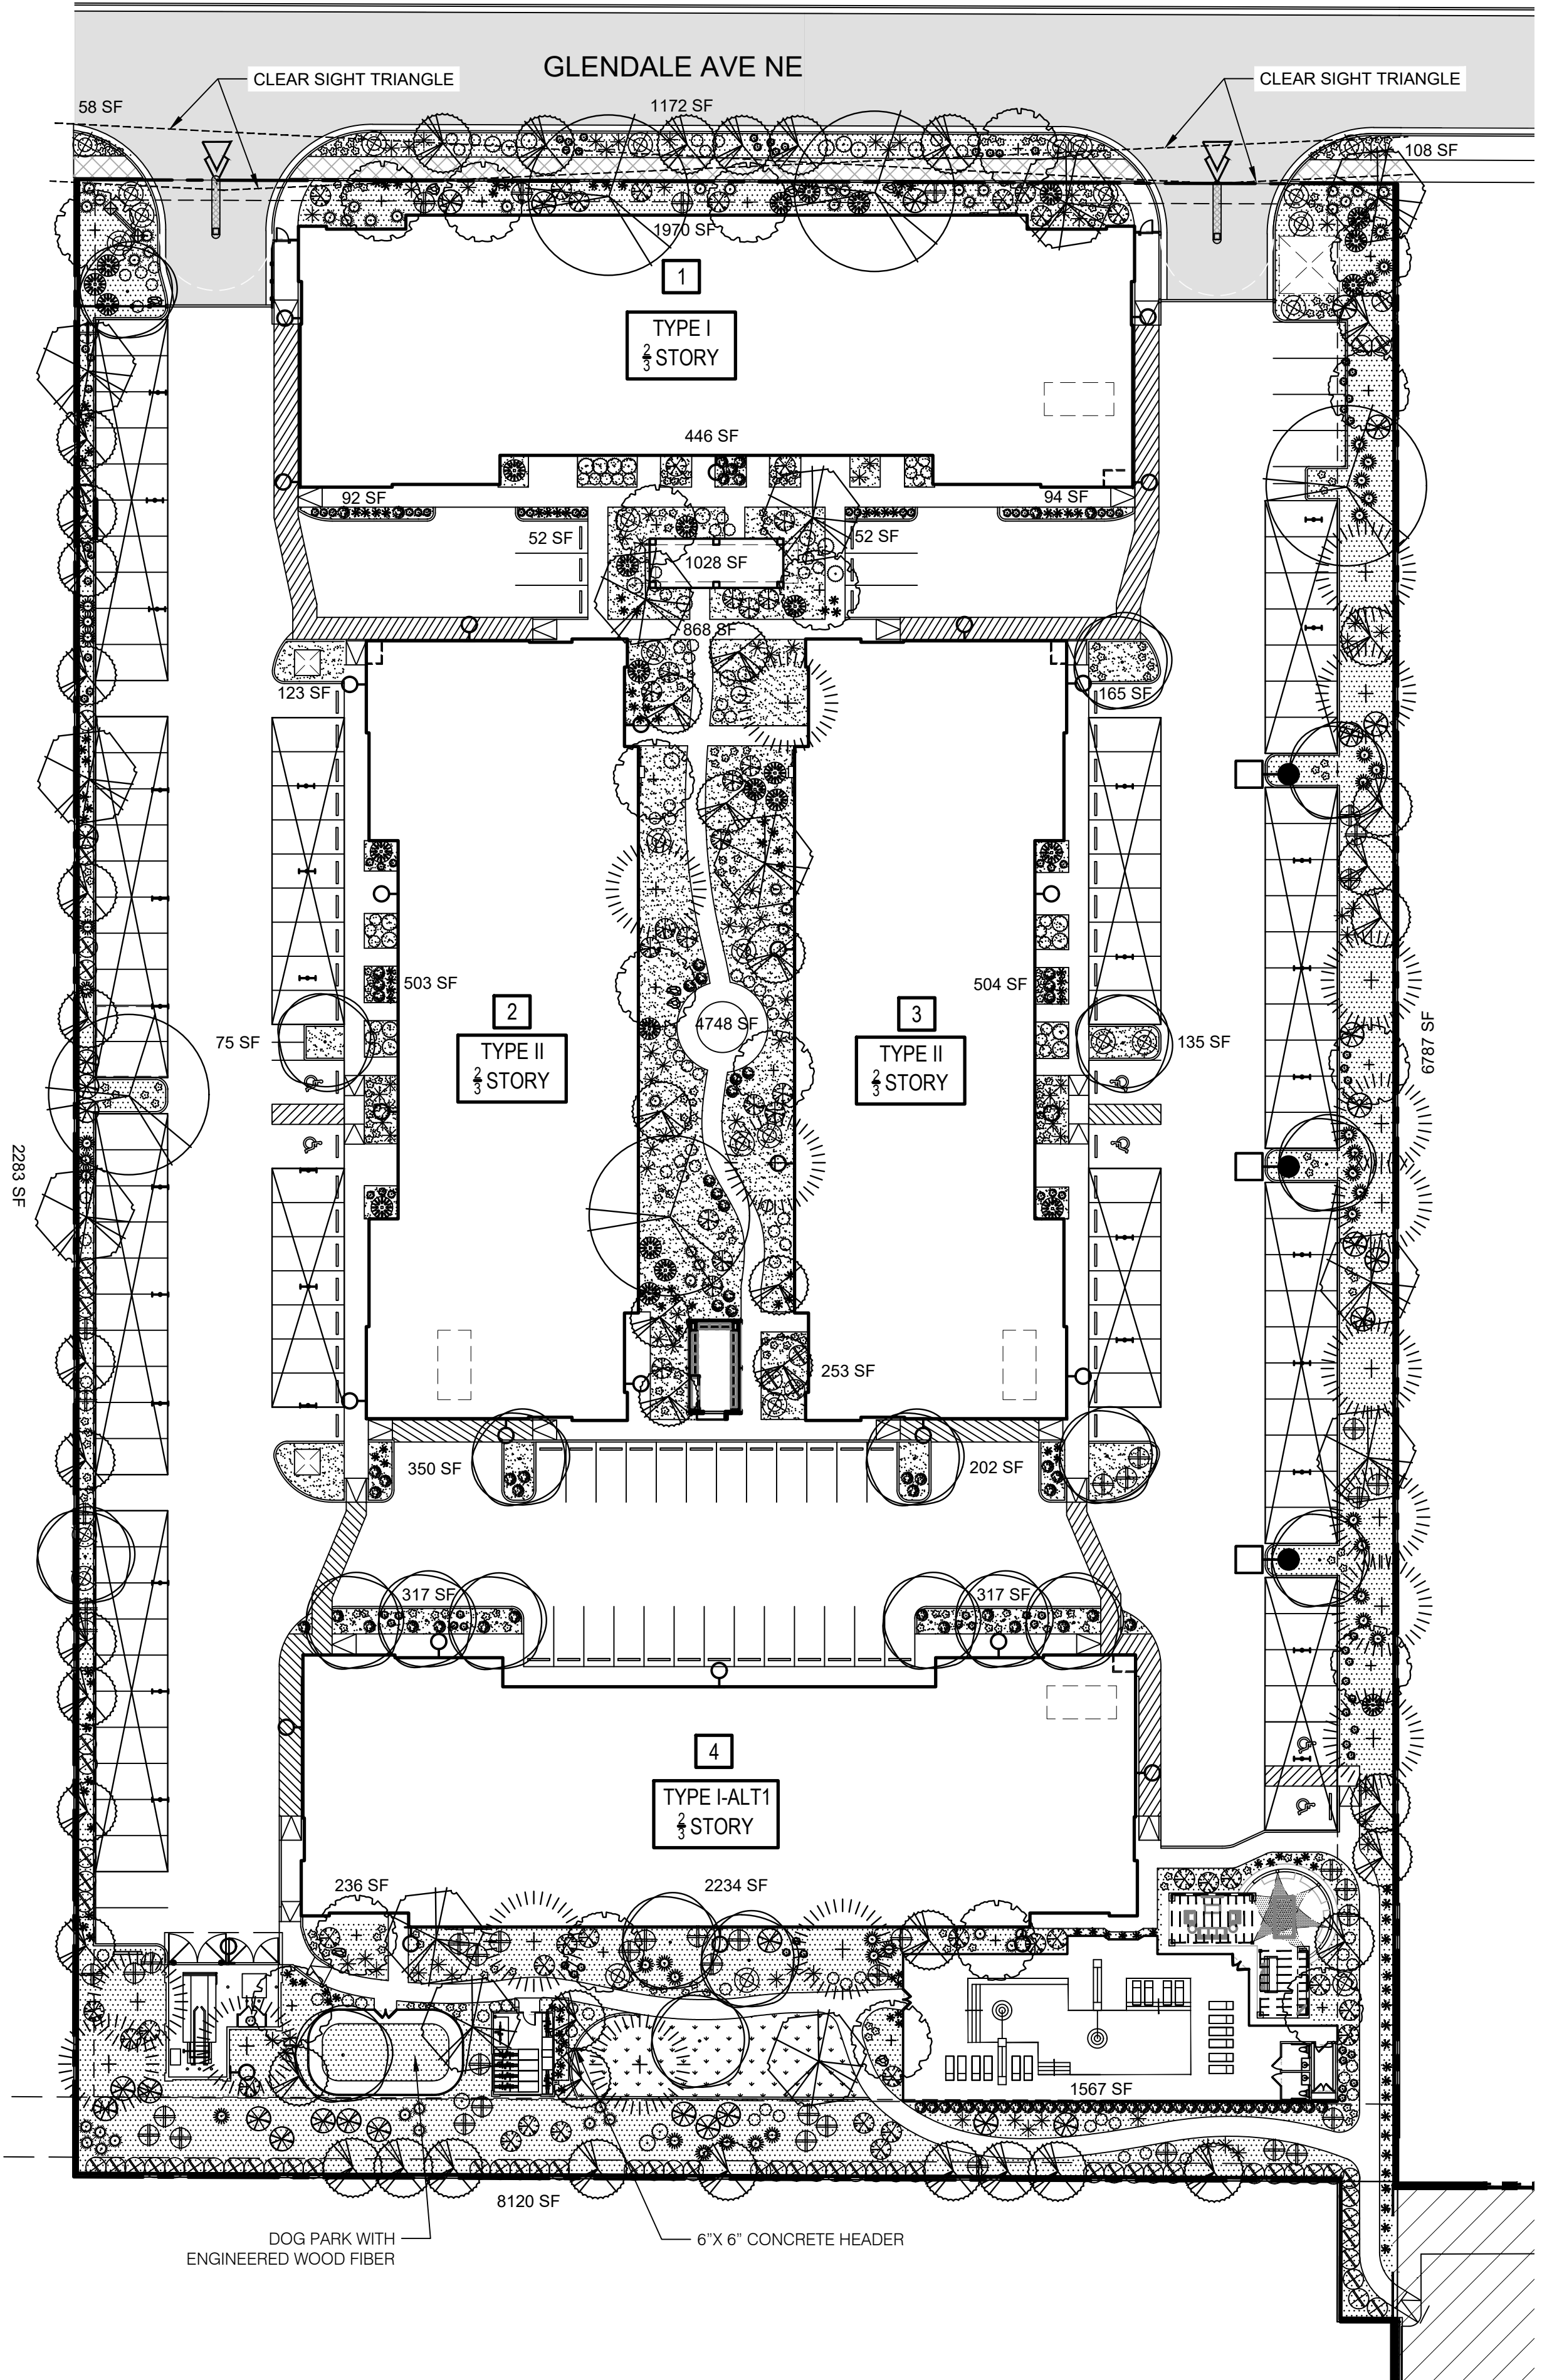 GLENDALE AVE NE
CLEAR SIGHT TRIANGLE
CLEAR SIGHT TRIANGLE
58 SF
1172 SF
108 SF
1970 SF
1
TYPE I
2/3 STORY
446 SF
92 SF
94 SF
52 SF
52 SF
1028 SF
868 SF
123 SF
165 SF
503 SF
504 SF
2
TYPE II
2/3 STORY
4748 SF
3
TYPE II
2/3 STORY
75 SF
135 SF
6787 SF
2283 SF
253 SF
350 SF
202 SF
317 SF
317 SF
4
TYPE I-ALT1
2/3 STORY
236 SF
2234 SF
1567 SF
8120 SF
DOG PARK WITH
ENGINEERED WOOD FIBER
6”X 6” CONCRETE HEADER